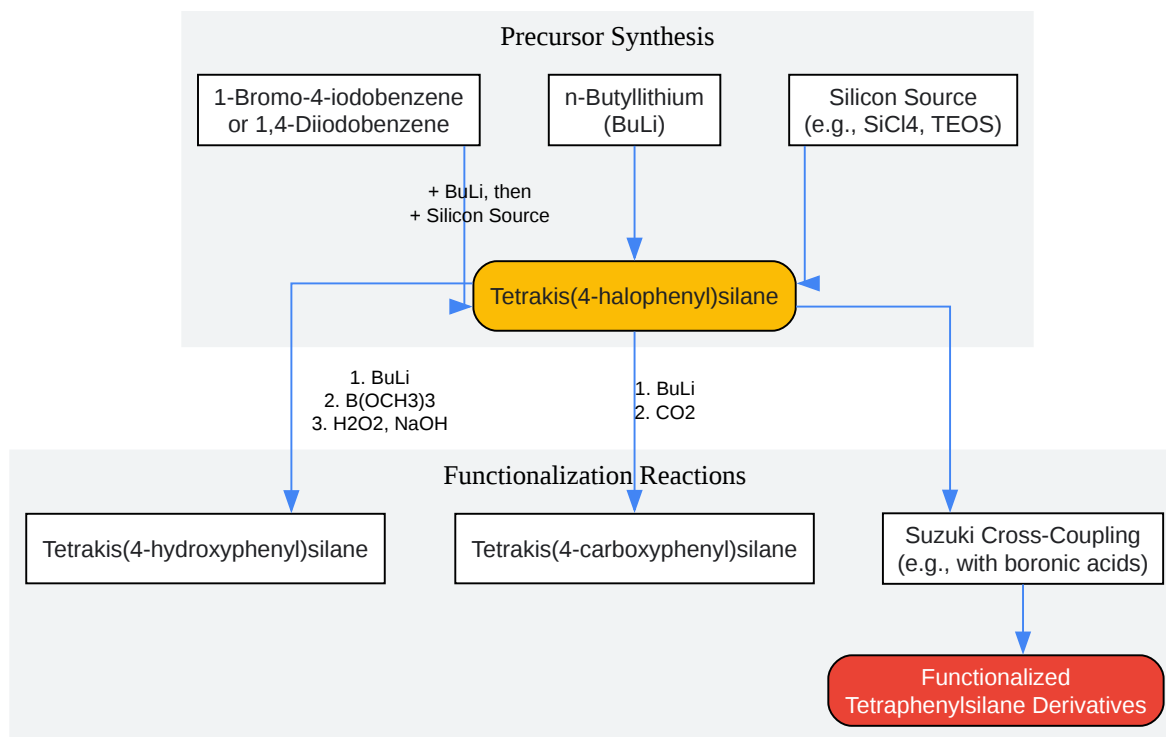 Precursor Synthesis
1-Bromo-4-iodobenzene
or 1,4-Diiodobenzene
n-Butyllithium
(BuLi)
Silicon Source
(e.g., SiCl4, TEOS)
+ BuLi, then
+ Silicon Source
Tetrakis(4-halophenyl)silane
1. BuLi
2. B(OCH3)3
3. H2O2, NaOH
1. BuLi
2. CO2
Functionalization Reactions
Tetrakis(4-hydroxyphenyl)silane
Tetrakis(4-carboxyphenyl)silane
Suzuki Cross-Coupling
(e.g., with boronic acids)
Functionalized
Tetraphenylsilane Derivatives